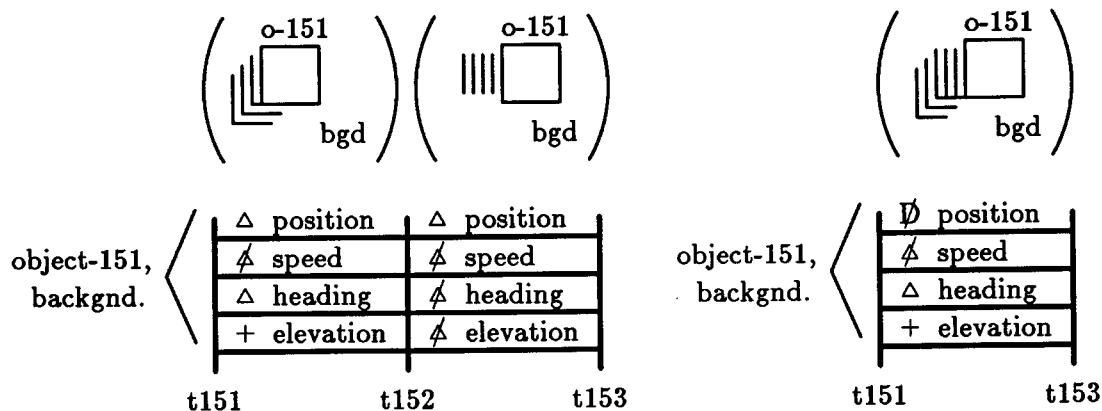 o-151 o-151 o-151
bgd bgd bgd
△ position △ position D̸ position
object-151, △̸ speed △̸ speed object-151, △̸ speed
backgnd. △ heading △̸ heading backgnd. △ heading
+ elevation △̸ elevation + elevation
t151 t152 t153 t151 t153